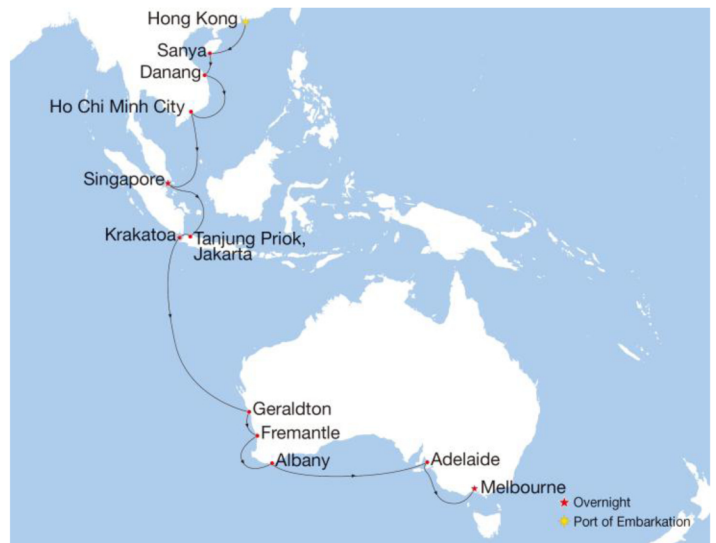 Hong Kong
Sanya
Danang
Ho Chi Minh City
Singapore
Krakatoa
Tanjung Priok,
Jakarta
Geraldton
Fremantle
Albany
Adelaide
Melbourne
Overnight
Port of Embarkation